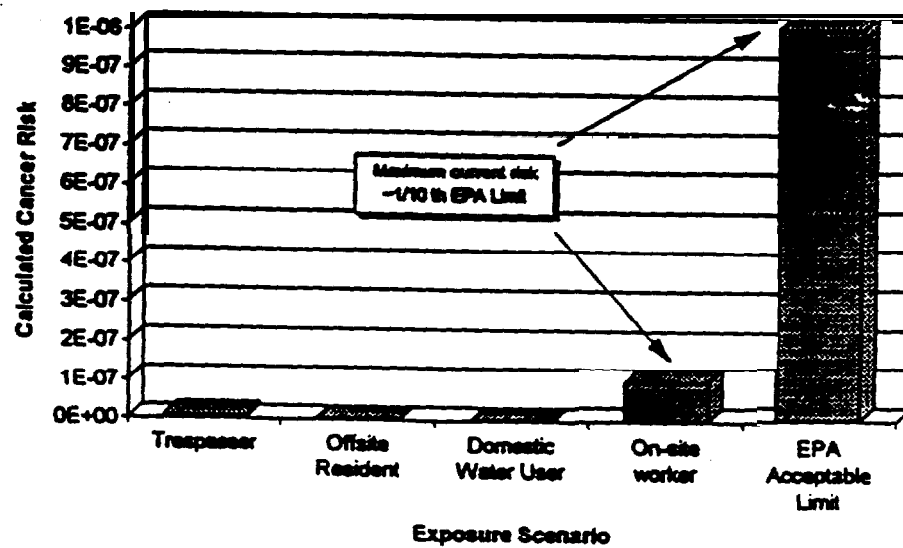 1E-06
9E-07
8E-07
7E-07
6E-07
5E-07
4E-07
3E-07
2E-07
1E-07
0E+00
Calculated Cancer Risk
Maximum current risk
~1/10 th EPA Limit
Trespasser
Offsite
Resident
Domestic
Water User
On-site
worker
EPA
Acceptable
Limit
Exposure Scenario